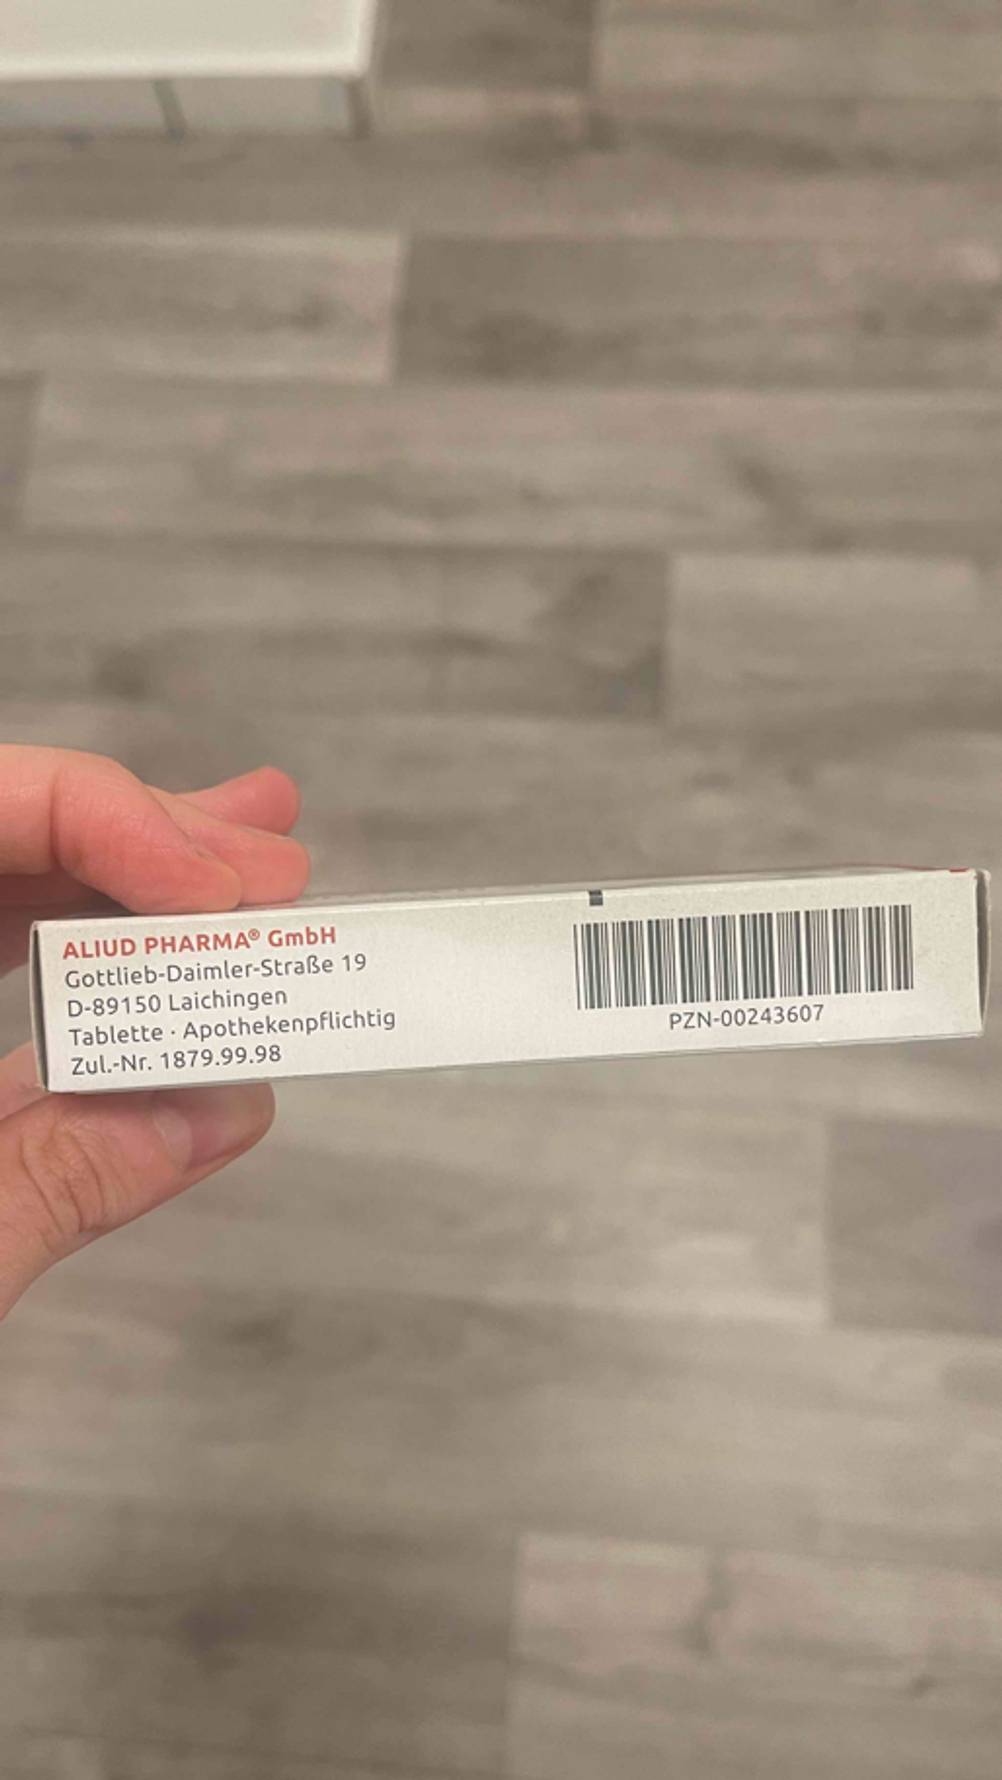 ALIUD PHARMA® GmbH
Gottlieb-Daimler-Straße 19
D-89150 Laichingen
Tablette · Apothekenpflichtig
Zul.-Nr. 1879.99.98
PZN-00243607